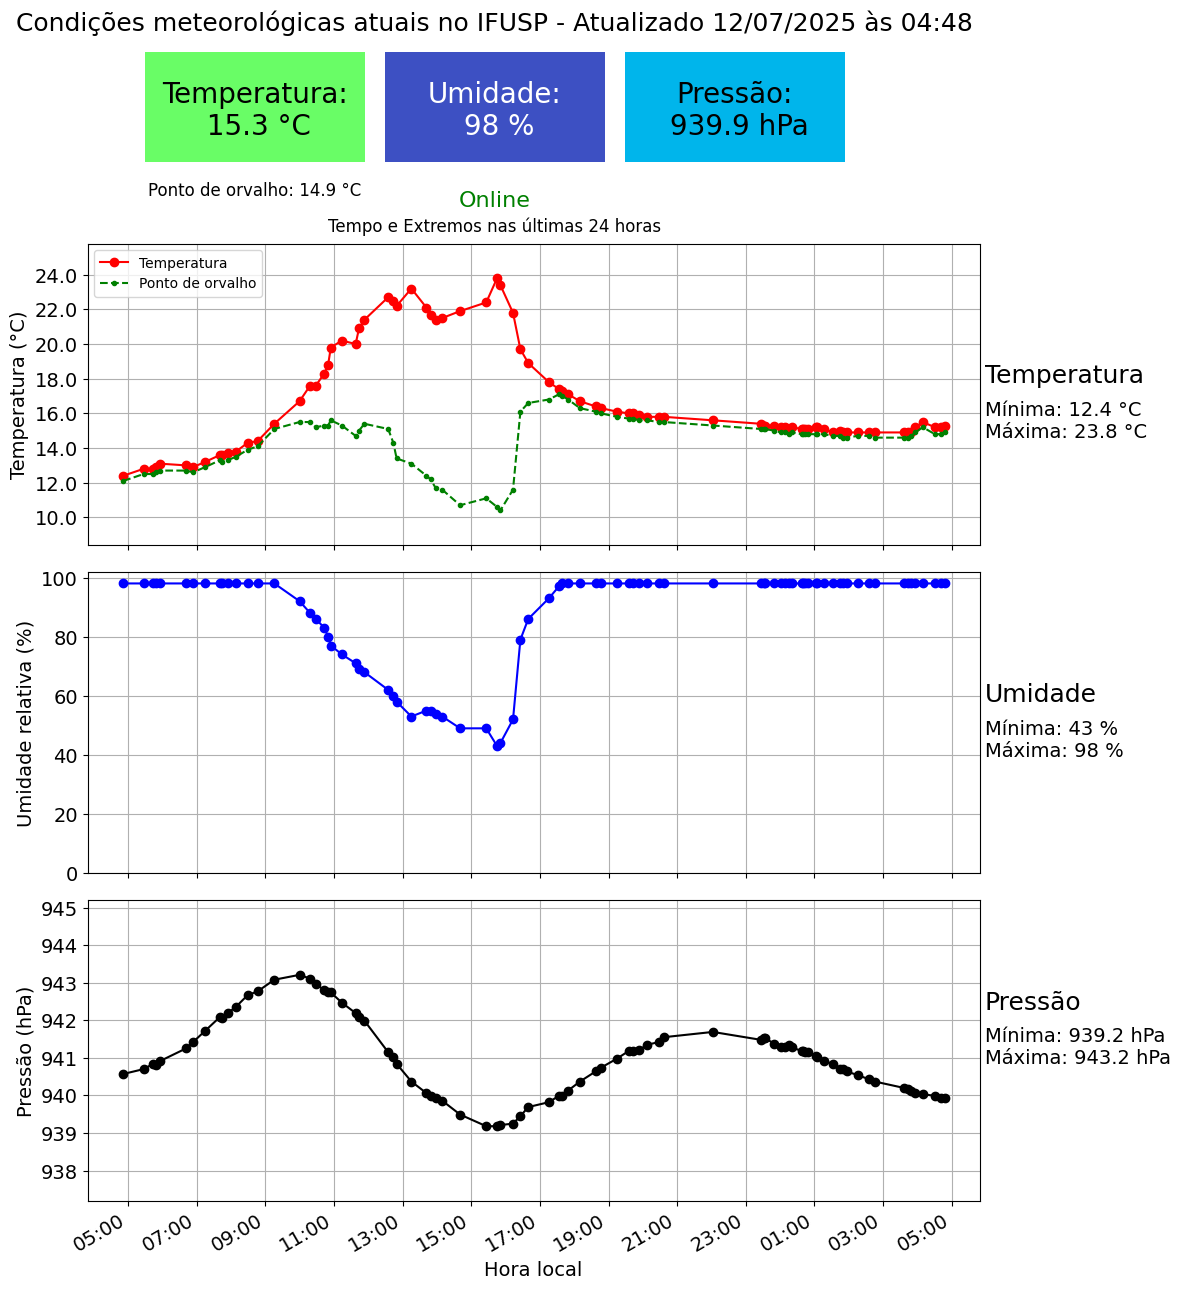 Condições meteorológicas atuais no IFUSP - Atualizado 12/07/2025 às 04:48
Temperatura:
15.3 °C
Umidade:
98 %
Pressão:
939.9 hPa
Ponto de orvalho: 14.9 °C
Online
Tempo e Extremos nas últimas 24 horas
Temperatura (°C)
24.0
22.0
20.0
18.0
16.0
14.0
12.0
10.0
Temperatura
Ponto de orvalho
Temperatura
Mínima: 12.4 °C
Máxima: 23.8 °C
Umidade relativa (%)
100
80
60
40
20
0
Umidade
Mínima: 43 %
Máxima: 98 %
Pressão (hPa)
945
944
943
942
941
940
939
938
Pressão
Mínima: 939.2 hPa
Máxima: 943.2 hPa
05:00 07:00 09:00 11:00 13:00 15:00 17:00 19:00 21:00 23:00 01:00 03:00 05:00
Hora local